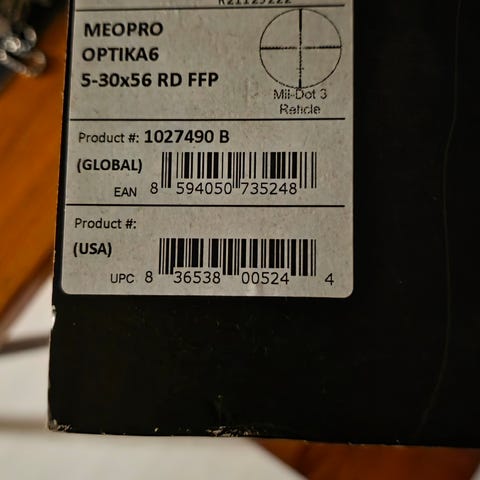 MEOPRO
OPTIKA6
5-30x56 RD FFP
Mil-Dot 3
Reticle
Product #: 1027490 B
(GLOBAL)
EAN 8 594050 735248
Product #:
(USA)
UPC 8 36538 00524 4